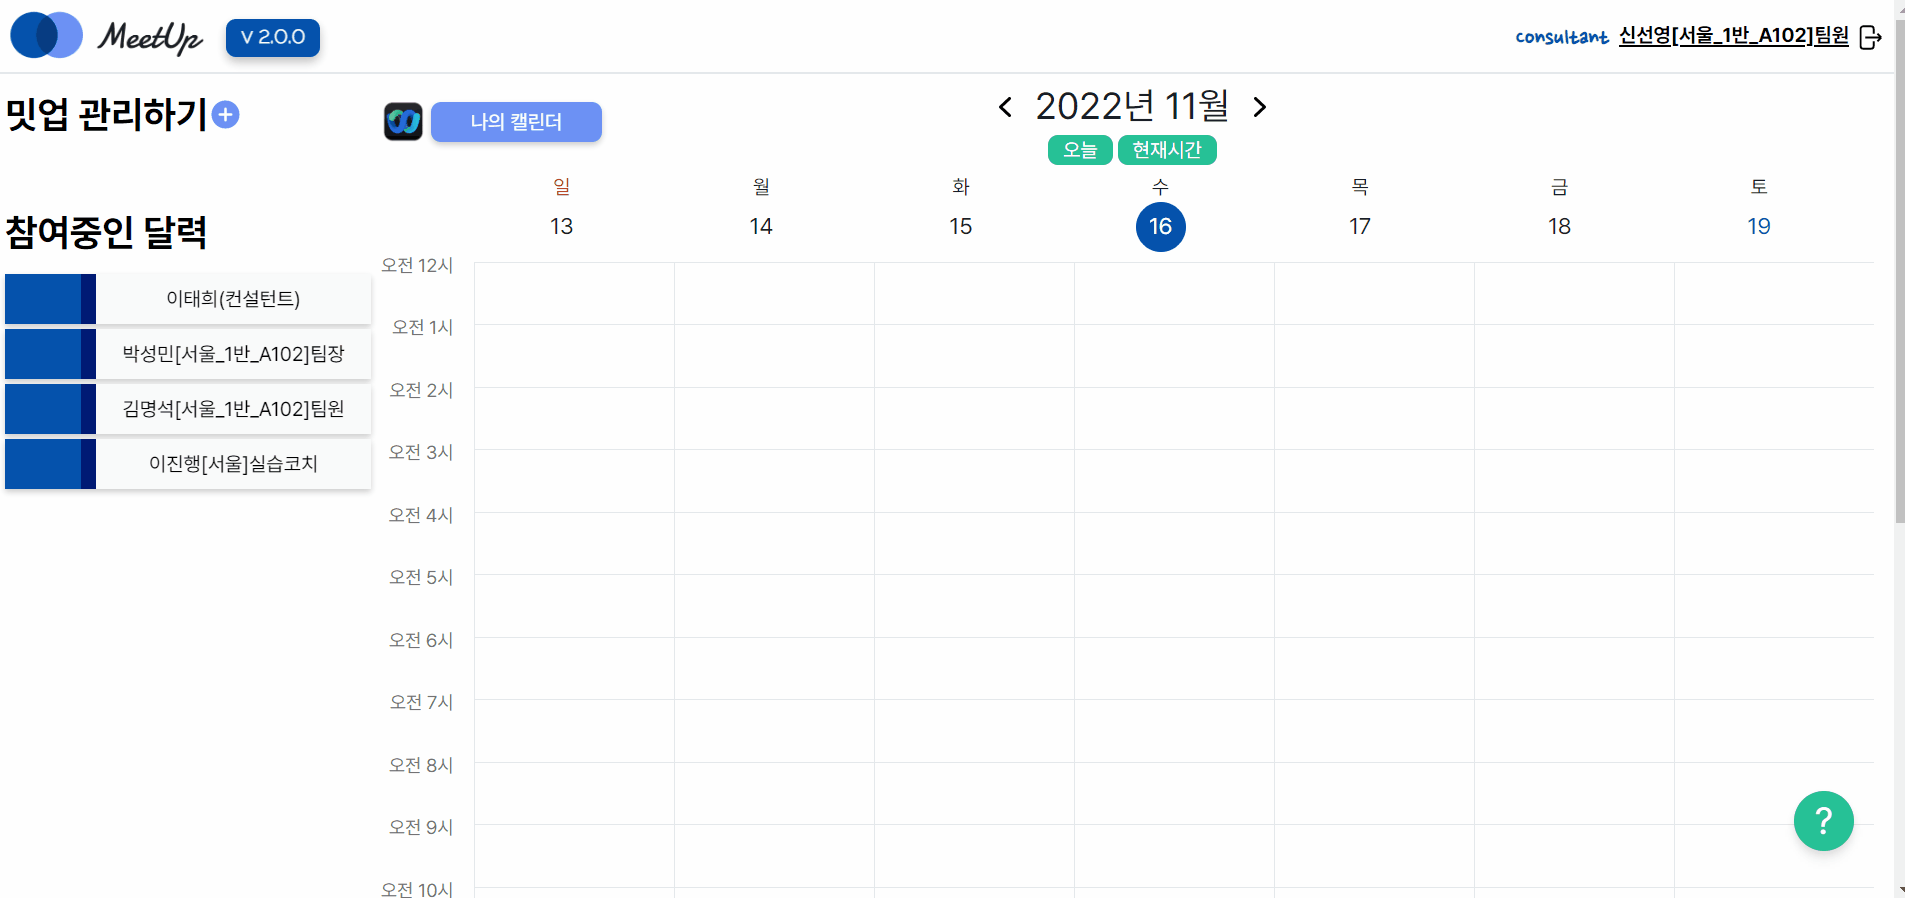 MeetUp V 2.0.0 consultant 신선영[서울_1반_A102]팀원
밋업 관리하기
나의 캘린더
2022년 11월
오늘 현재시간
참여중인 달력
이태희(컨설턴트)
박성민[서울_1반_A102]팀장
김명석[서울_1반_A102]팀원
이진행[서울]실습코치
일 월 화 수 목 금 토
13 14 15 16 17 18 19
오전 12시
오전 1시
오전 2시
오전 3시
오전 4시
오전 5시
오전 6시
오전 7시
오전 8시
오전 9시
오전 10시
?